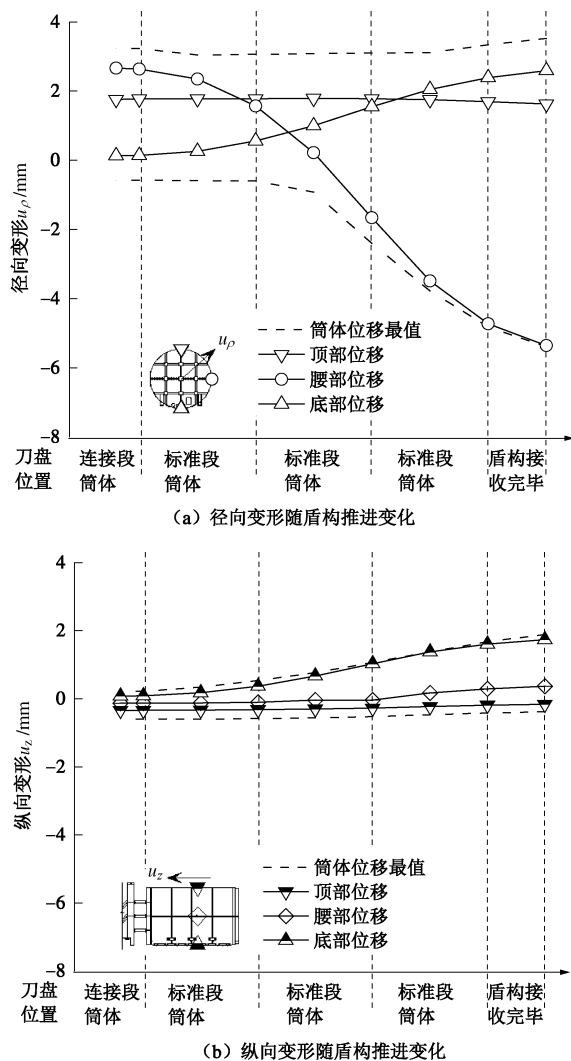 4
2
0
−2
−4
−6
−8
径向变形uρ/mm
uρ
筒体位移最值
顶部位移
腰部位移
底部位移
刀盘 连接段 标准段 标准段 标准段 盾构接
位置 筒体 筒体 筒体 筒体 收完毕
(a) 径向变形随盾构推进变化
4
2
0
−2
−4
−6
−8
纵向变形uz/mm
uz
筒体位移最值
顶部位移
腰部位移
底部位移
刀盘 连接段 标准段 标准段 标准段 盾构接
位置 筒体 筒体 筒体 筒体 收完毕
(b) 纵向变形随盾构推进变化